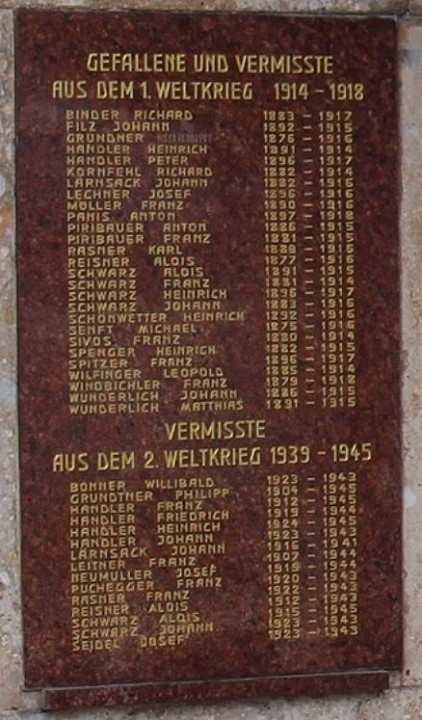 GEFALLENE UND VERMISSTE
AUS DEM 1. WELTKRIEG 1914 - 1918
BINDER RICHARD 1883 - 1917
FILZ JOHANN 1892 - 1915
GRUNDNER 1876 - 1916
HANDLER HEINRICH 1891 - 1914
HANDLER PETER 1896 - 1917
KORNFEHL RICHARD 1882 - 1914
LARNSACK JOHANN 1882 - 1916
LECHNER JOSEF 1896 - 1916
MÜLLER FRANZ 1890 - 1916
PANIS ANTON 1897 - 1918
PIRIBAUER ANTON 1886 - 1915
PIRIBAUER FRANZ 1881 - 1915
RASNER KARL 1889 - 1916
REISNER ALOIS 1877 - 1916
SCHWARZ ALOIS 1891 - 1915
SCHWARZ FRANZ 1881 - 1915
SCHWARZ HEINRICH 1896 - 1917
SCHWARZ JOHANN 1883 - 1916
SCHÖNWETTER HEINRICH 1892 - 1916
SENFT MICHAEL 1875 - 1916
SIVOS FRANZ 1880 - 1914
SPENGER HEINRICH 1882 - 1915
SPITZER FRANZ 1886 - 1917
WILFINGER LEOPOLD 1885 - 1914
WINDBICHLER FRANZ 1879 - 1918
WUNDERLICH JOHANN 1886 - 1915
WUNDERLICH MATTHIAS 1891 - 1915
VERMISSTE
AUS DEM 2. WELTKRIEG 1939 - 1945
BONNER WILLIBALD 1923 - 1943
GRUNDTNER PHILIPP 1904 - 1945
HANDLER FRANZ 1912 - 1945
HANDLER FRIEDRICH 1919 - 1944
HANDLER HEINRICH 1924 - 1945
HANDLER JOHANN 1923 - 1942
LARNSACK JOHANN 1916 - 1941
LEITNER FRANZ 1907 - 1944
NEUMÜLLER JOSEF 1919 - 1944
PUCHEGGER FRANZ 1920 - 1943
RASNER FRANZ 1922 - 1943
REISNER ALOIS 1912 - 1943
SCHWARZ ALOIS 1915 - 1945
SCHWARZ JOHANN 1923 - 1943
SEIDEL JOSEF 1923 - 1943